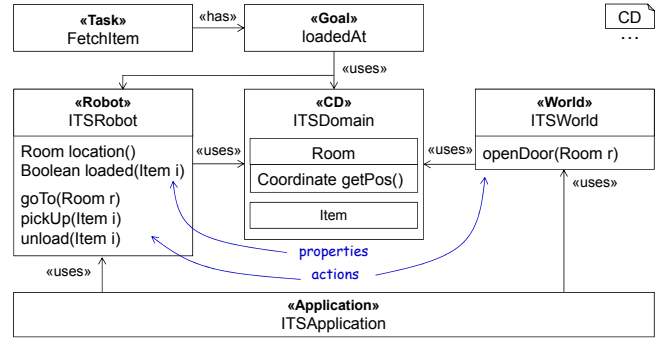 «Task»
FetchItem
«has»
«Goal»
loadedAt
CD
...
«uses»
«Robot»
ITSRobot
Room location()
Boolean loaded(Item i)
goTo(Room r)
pickUp(Item i)
unload(Item i)
«uses»
«CD»
ITSDomain
Room
Coordinate getPos()
Item
«uses»
«World»
ITSWorld
openDoor(Room r)
«uses»
properties
actions
«uses»
«Application»
ITSApplication